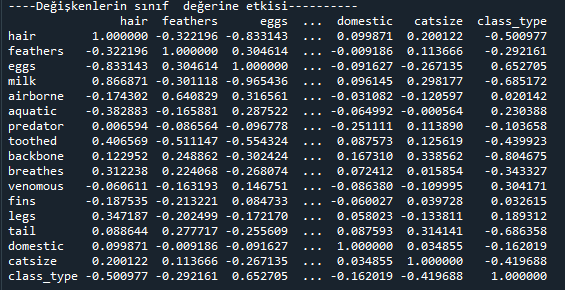 ----Değişkenlerin sınıf  değerine etkisi----------
                hair  feathers      eggs  ...  domestic   catsize  class_type
hair        1.000000 -0.322196 -0.833143  ...  0.099871  0.200122   -0.500977
feathers   -0.322196  1.000000  0.304614  ... -0.009186  0.113666   -0.292161
eggs       -0.833143  0.304614  1.000000  ... -0.091627 -0.267135    0.652705
milk        0.866871 -0.301118 -0.965436  ...  0.096145  0.298177   -0.685172
airborne   -0.174302  0.640829  0.316561  ... -0.031082 -0.120597    0.020142
aquatic    -0.382883 -0.165881  0.287522  ... -0.064992 -0.000564    0.230388
predator    0.006594 -0.086564 -0.096778  ... -0.251111  0.113890   -0.103658
toothed     0.406569 -0.511147 -0.554324  ...  0.087573  0.125619   -0.439923
backbone    0.122952  0.248862 -0.302424  ...  0.167310  0.338562   -0.804675
breathes    0.312238  0.224068 -0.268074  ...  0.072412  0.015854   -0.343327
venomous   -0.060611 -0.163193  0.146751  ... -0.086380 -0.109995    0.304171
fins       -0.187535 -0.213221  0.084733  ... -0.060027  0.039728    0.032615
legs        0.347187 -0.202499 -0.172170  ...  0.058023 -0.133811    0.189312
tail        0.088644  0.277717 -0.255609  ...  0.087593  0.314141   -0.686358
domestic    0.099871 -0.009186 -0.091627  ...  1.000000  0.034855   -0.162019
catsize     0.200122  0.113666 -0.267135  ...  0.034855  1.000000   -0.419688
class_type -0.500977 -0.292161  0.652705  ... -0.162019 -0.419688    1.000000